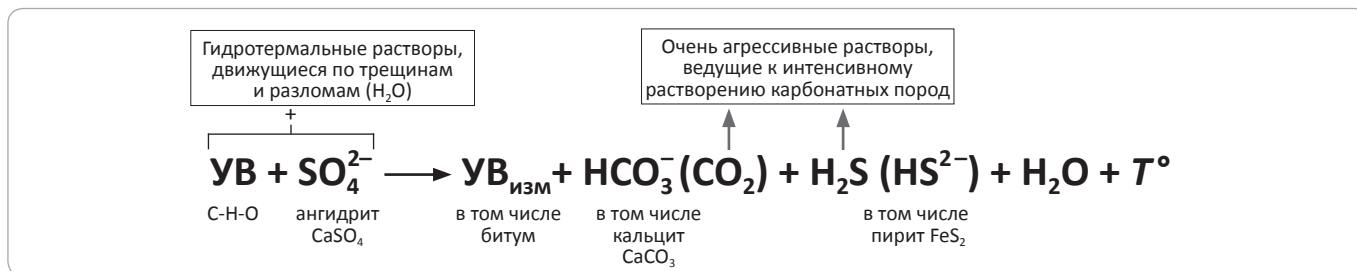 Гидротермальные растворы,
движущиеся по трещинам
и разломам (H₂O)
Очень агрессивные растворы,
ведущие к интенсивному
растворению карбонатных пород
+
УВ + SO₄²⁻ → УВизм + HCO₃⁻ (CO₂) + H₂S (HS²⁻) + H₂O + T°
С-Н-О
ангидрит
CaSO₄
в том числе
битум
в том числе
кальцит
CaCO₃
в том числе
пирит FeS₂